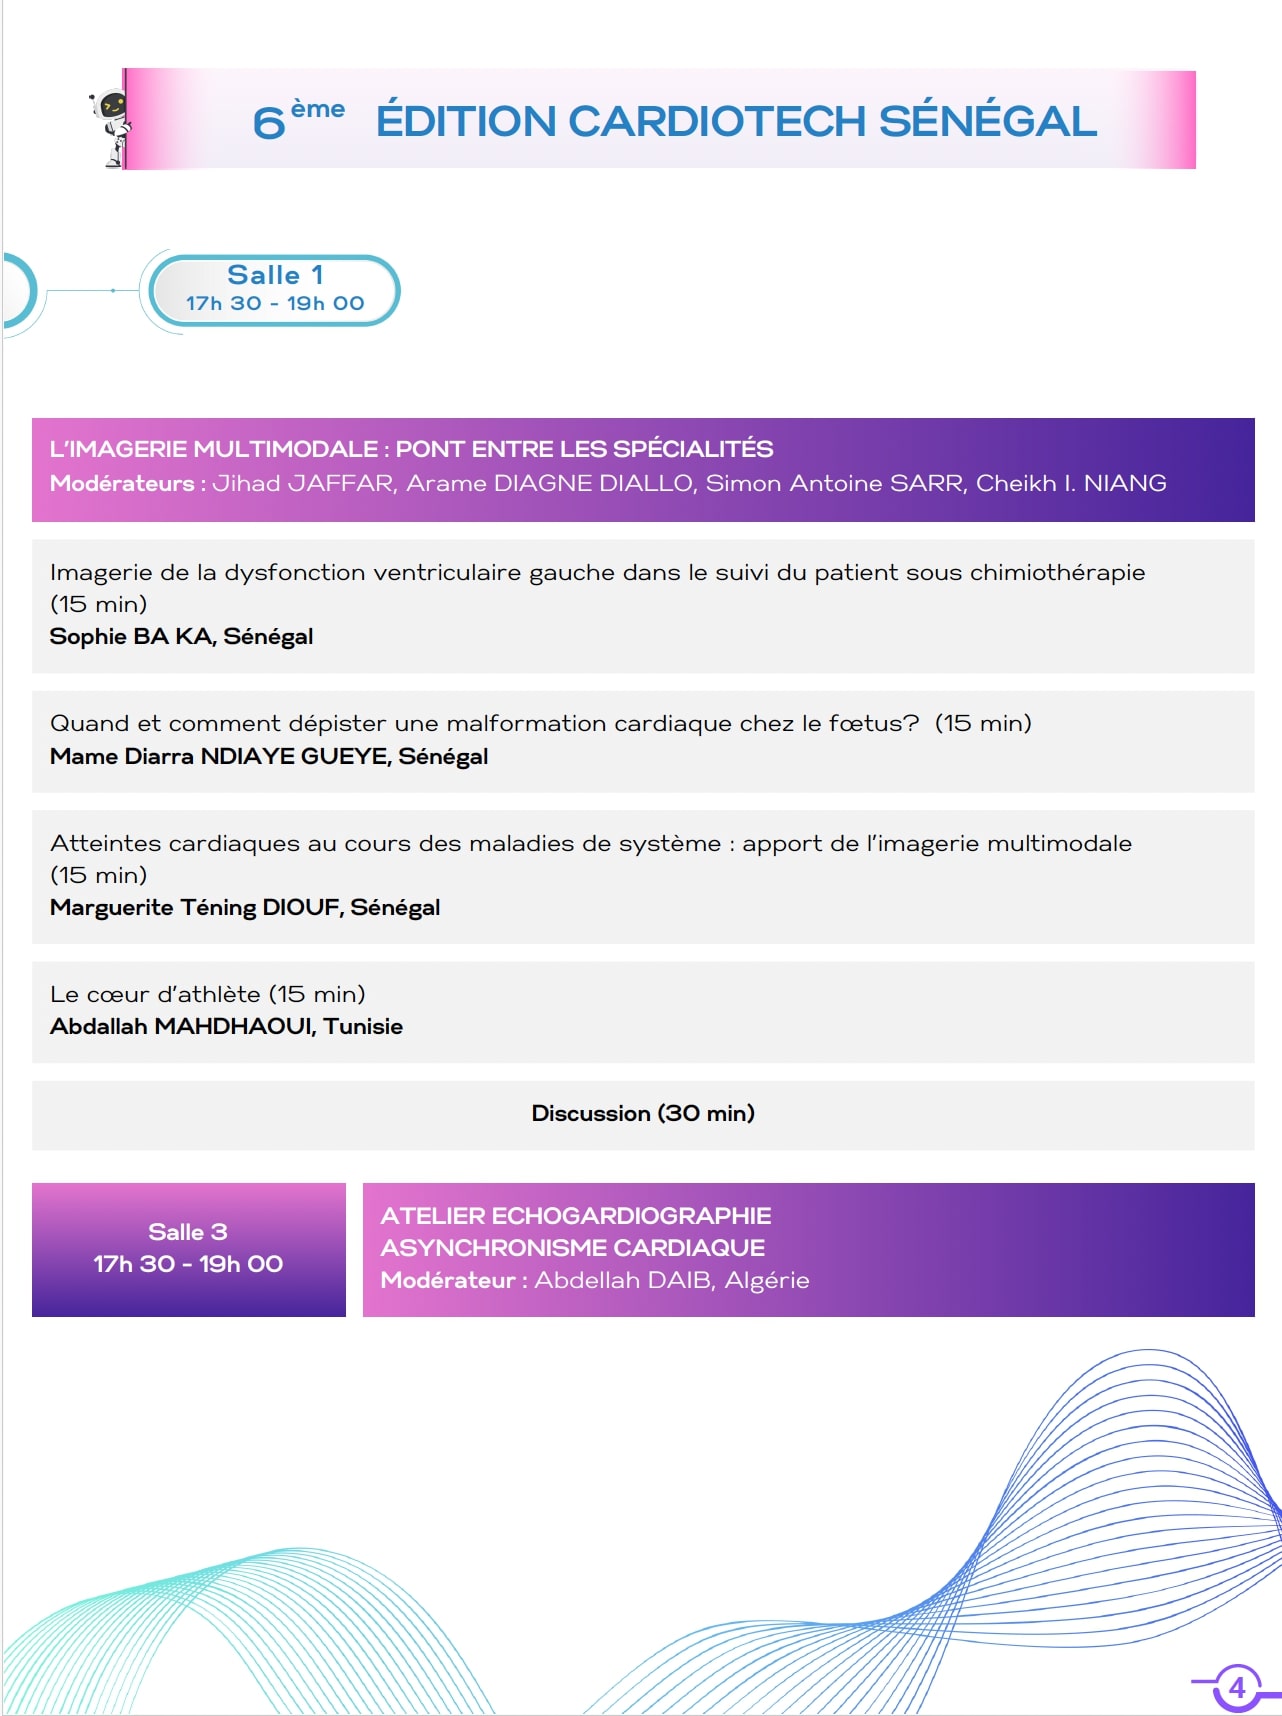 6ème ÉDITION CARDIOTECH SÉNÉGAL
Salle 1
17h 30 - 19h 00
L'IMAGERIE MULTIMODALE : PONT ENTRE LES SPÉCIALITÉS
Modérateurs : Jihad JAFFAR, Arame DIAGNE DIALLO, Simon Antoine SARR, Cheikh I. NIANG
Imagerie de la dysfonction ventriculaire gauche dans le suivi du patient sous chimiothérapie
(15 min)
Sophie BA KA, Sénégal
Quand et comment dépister une malformation cardiaque chez le fœtus? (15 min)
Mame Diarra NDIAYE GUEYE, Sénégal
Atteintes cardiaques au cours des maladies de système : apport de l'imagerie multimodale
(15 min)
Marguerite Téning DIOUF, Sénégal
Le cœur d'athlète (15 min)
Abdallah MAHDHAOUI, Tunisie
Discussion (30 min)
Salle 3
17h 30 - 19h 00
ATELIER ECHOGARDIOGRAPHIE
ASYNCHRONISME CARDIAQUE
Modérateur : Abdellah DAIB, Algérie
4